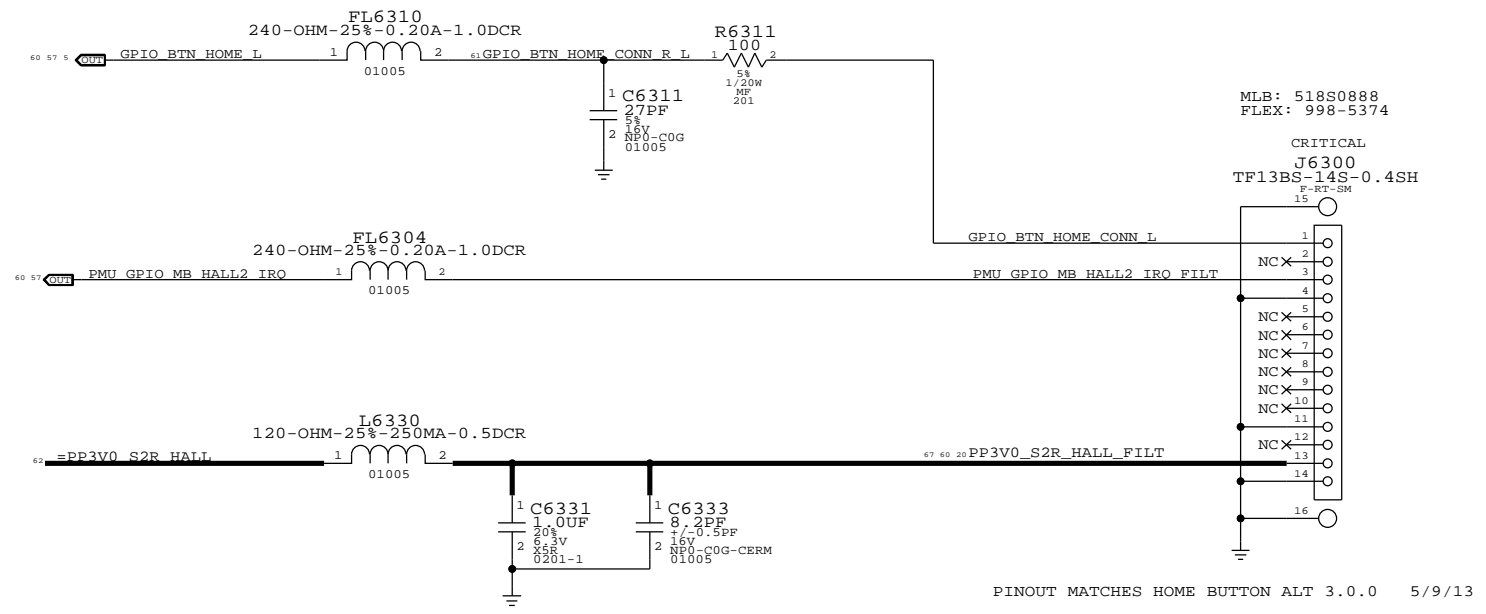 FL6310
240-OHM-25%-0.20A-1.0DCR
60 57 5 OUT GPIO_BTN_HOME_L 1 2 61 GPIO_BTN_HOME_CONN_R_L
01005
R6311
100
1 2
5%
1/20W
MF
201
1 C6311
27PF
5%
16V
2 NP0-C0G
01005
MLB: 518S0888
FLEX: 998-5374
CRITICAL
J6300
TF13BS-14S-0.4SH
F-RT-SM
15
GPIO_BTN_HOME_CONN_L 1
NC 2
FL6304
240-OHM-25%-0.20A-1.0DCR
60 57 OUT PMU_GPIO_MB_HALL2_IRQ 1 2 PMU_GPIO_MB_HALL2_IRQ_FILT 3
01005
4
NC 5
NC 6
NC 7
NC 8
NC 9
NC 10
11
NC 12
L6330
120-OHM-25%-250MA-0.5DCR
62 =PP3V0_S2R_HALL 1 2 67 60 20 PP3V0_S2R_HALL_FILT 13
01005
14
16
1 C6331
1.0UF
20%
6.3V
2 X5R
0201-1
1 C6333
8.2PF
+/-0.5PF
16V
2 NP0-C0G-CERM
01005
PINOUT MATCHES HOME BUTTON ALT 3.0.0 5/9/13